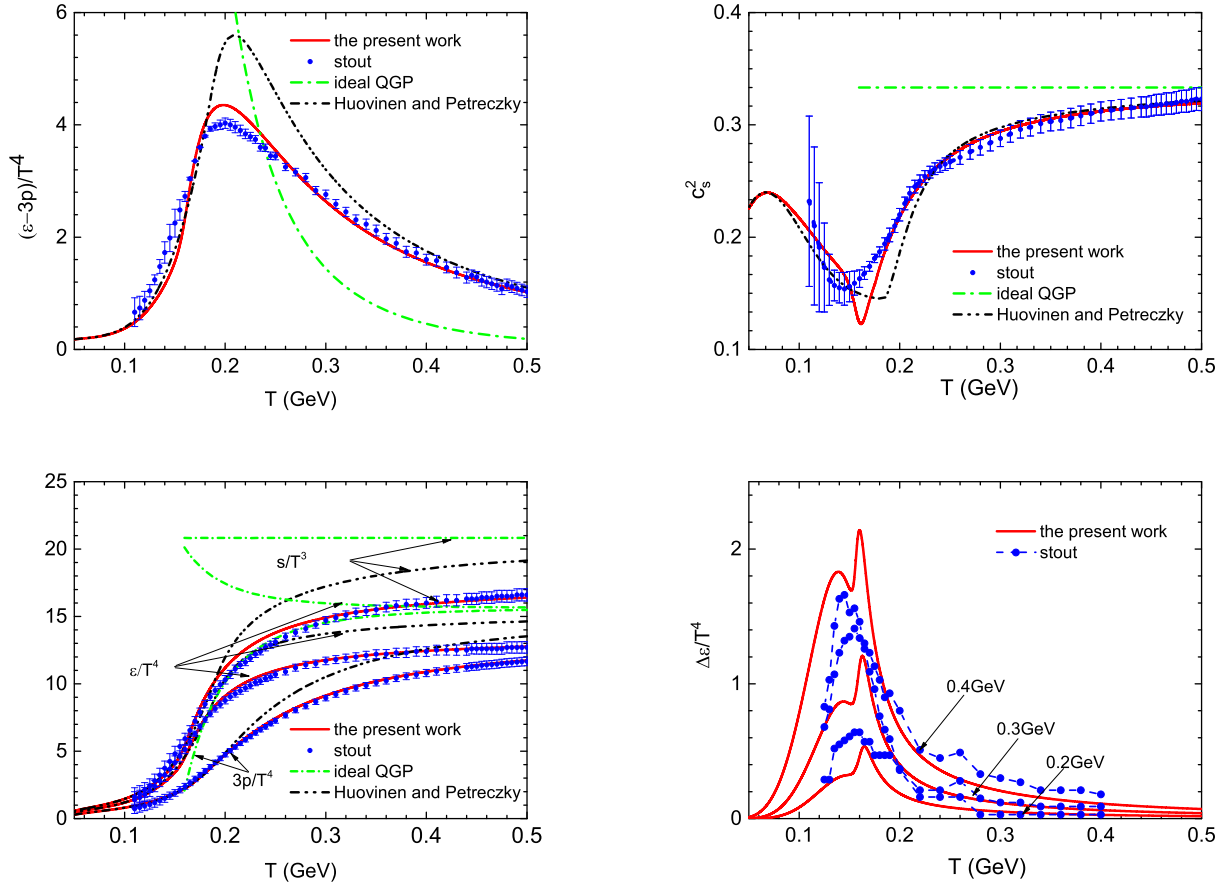 6
4
2
0
(ε−3p)/T⁴
the present work
stout
ideal QGP
Huovinen and Petreczky
0.1 0.2 0.3 0.4 0.5
T (GeV)
0.4
0.3
0.2
0.1
c²ₛ
the present work
stout
ideal QGP
Huovinen and Petreczky
0.1 0.2 0.3 0.4 0.5
T (GeV)
25
20
15
10
5
0
s/T³
ε/T⁴
3p/T⁴
the present work
stout
ideal QGP
Huovinen and Petreczky
0.1 0.2 0.3 0.4 0.5
T (GeV)
2
1
0
Δε/T⁴
the present work
stout
0.4GeV
0.3GeV
0.2GeV
0.1 0.2 0.3 0.4 0.5
T (GeV)